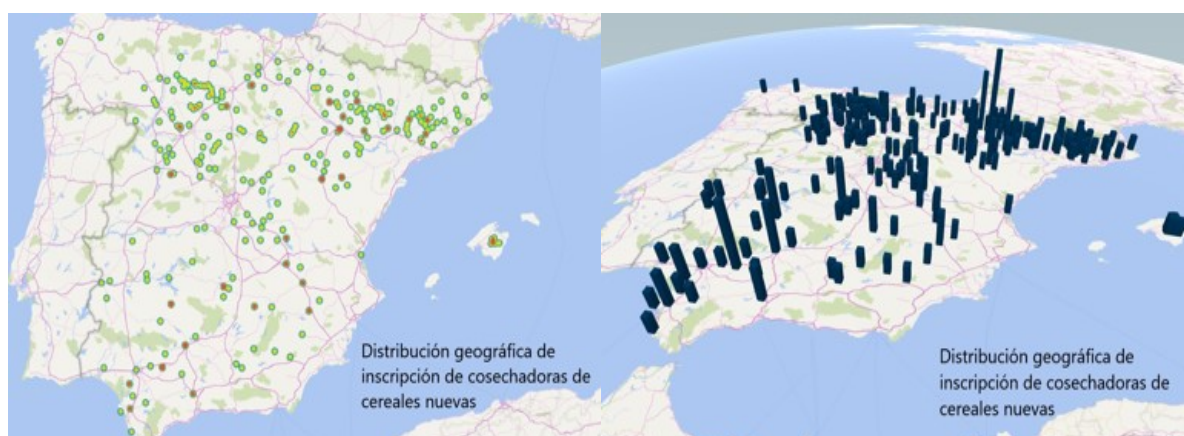 Distribución geográfica de
inscripción de cosechadoras de
cereales nuevas
Distribución geográfica de
inscripción de cosechadoras de
cereales nuevas